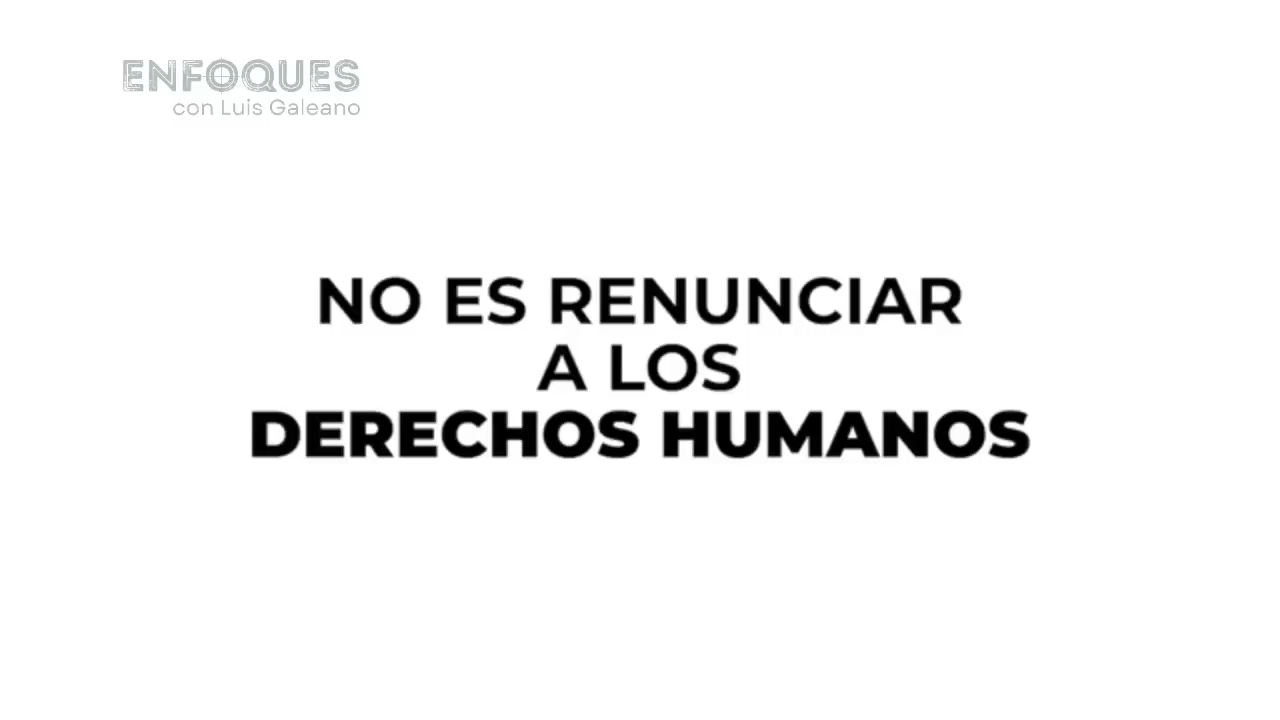 ENFOQUES
con Luis Galeano
NO ES RENUNCIAR
A LOS
DERECHOS HUMANOS